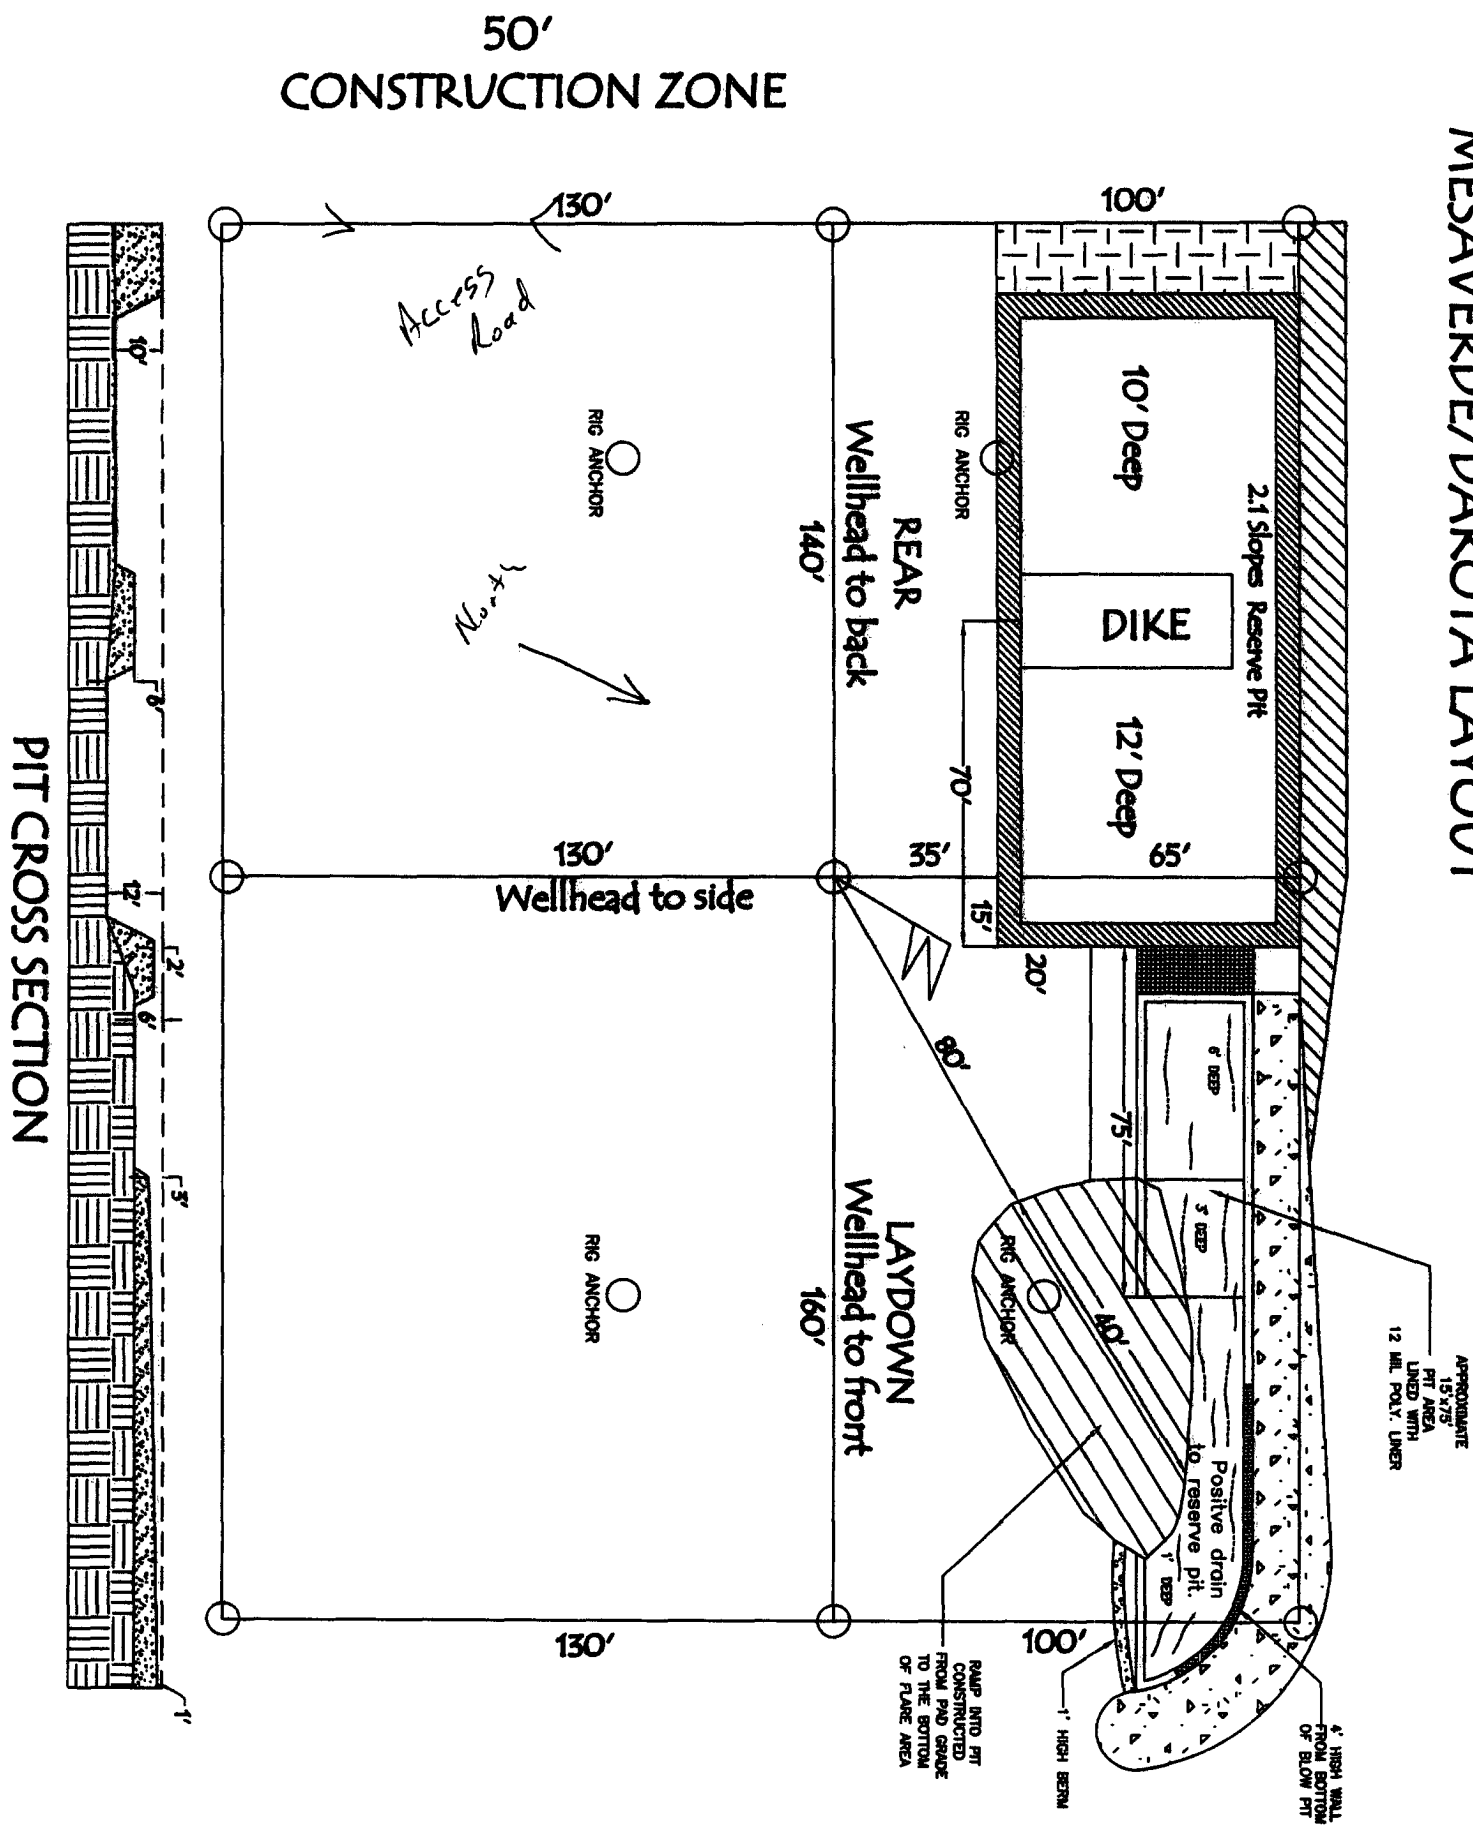 MESAVERDE/DAKOTA LAYOUT
50'
CONSTRUCTION ZONE
130'
100'
Access
Road
RIG ANCHOR
RIG ANCHOR
10' Deep
2:1 Slopes Reserve Pit
DIKE
12' Deep
REAR
Wellhead to back
140'
North
70'
130'
Wellhead to side
35'
65'
15'
20'
N
80'
75'
6' DEEP
3' DEEP
LAYDOWN
Wellhead to front
160'
RIG ANCHOR
RIG ANCHOR
40'
Positve drain
to reserve pit.
1' DEEP
APPROXIMATE
15'x75'
PIT AREA
LINED WITH
12 MIL POLY. LINER
130'
100'
RAMP INTO PIT
CONSTRUCTED
FROM PAD GRADE
TO THE BOTTOM
OF FLARE AREA
1' HIGH BERM
4' HIGH WALL
FROM BOTTOM
OF BLOW PIT
10'
12'
2'
6'
3'
1'
PIT CROSS SECTION